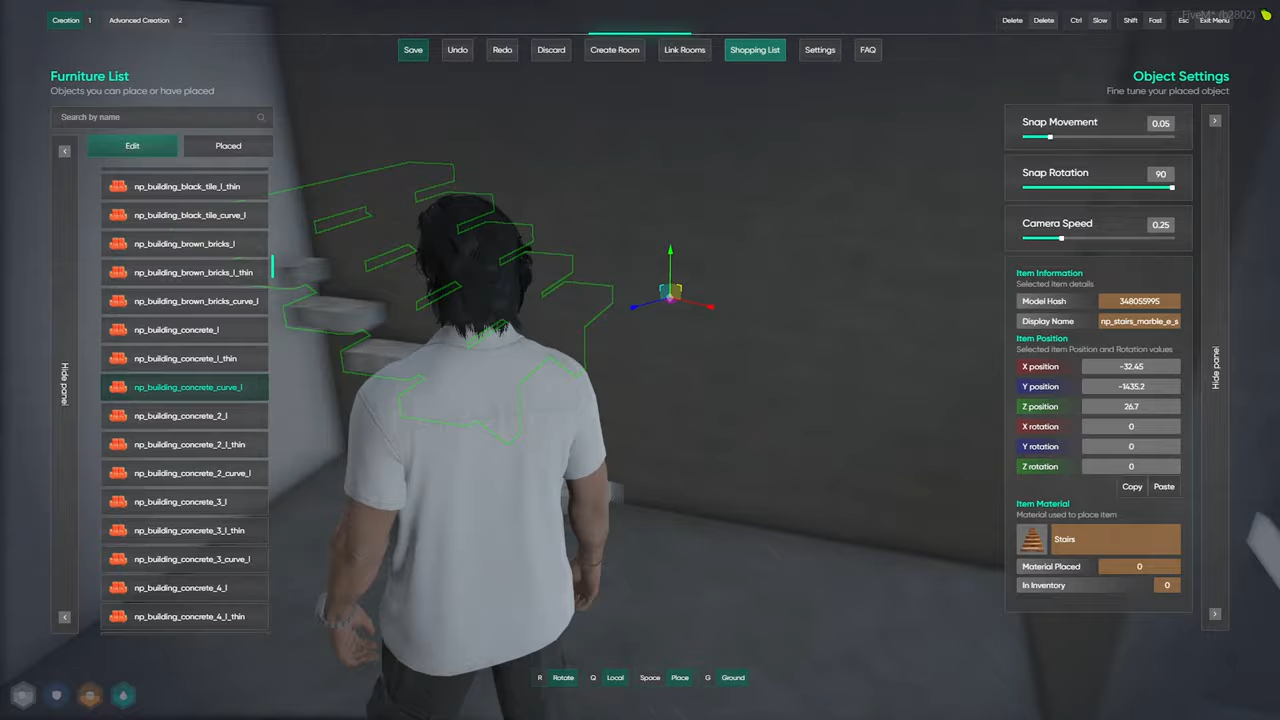 Creation 1 Advanced Creation 2
FiveM* (b2802)
Delete Delete Ctrl Slow Shift Fast Esc Exit Menu
Save Undo Redo Discard Create Room Link Rooms Shopping List Settings FAQ
Furniture List
Objects you can place or have placed
Search by name
Edit Placed
np_building_black_tile_l_thin
np_building_black_tile_curve_l
np_building_brown_bricks_l
np_building_brown_bricks_l_thin
np_building_brown_bricks_curve_l
np_building_concrete_l
np_building_concrete_l_thin
np_building_concrete_curve_l
np_building_concrete_2_l
np_building_concrete_2_l_thin
np_building_concrete_2_curve_l
np_building_concrete_3_l
np_building_concrete_3_l_thin
np_building_concrete_3_curve_l
np_building_concrete_4_l
np_building_concrete_4_l_thin
Hide panel
Object Settings
Fine tune your placed object
Snap Movement 0.05
Snap Rotation 90
Camera Speed 0.25
Item Information
Selected item details
Model Hash 348055995
Display Name np_stairs_marble_e_s
Item Position
Selected item Position and Rotation values
X position -32.45
Y position -1435.2
Z position 26.7
X rotation 0
Y rotation 0
Z rotation 0
Copy Paste
Item Material
Material used to place item
Stairs
Material Placed 0
In Inventory 0
Hide panel
R Rotate Q Local Space Place G Ground